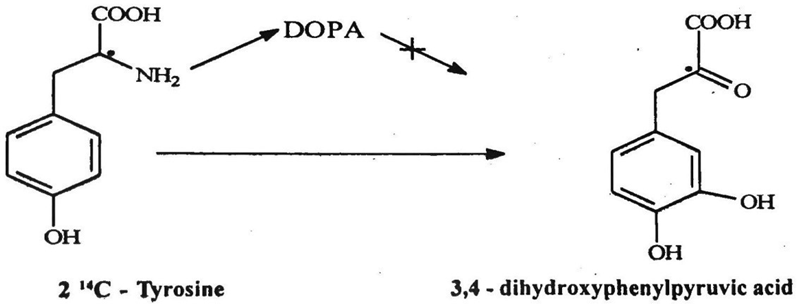 COOH
DOPA
NH₂
OH
COOH
O
OH
OH
2 ¹⁴C - Tyrosine
3,4 - dihydroxyphenylpyruvic acid